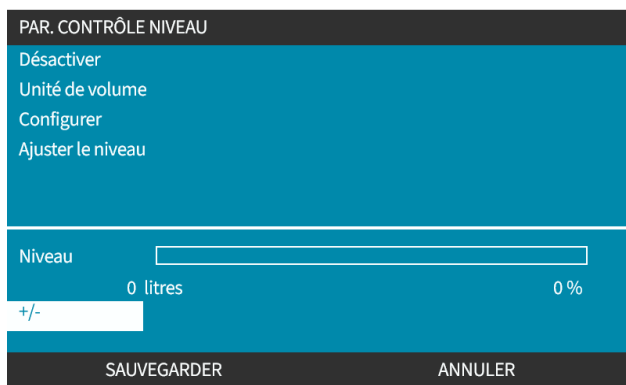 PAR. CONTRÔLE NIVEAU
Désactiver
Unité de volume
Configurer
Ajuster le niveau
Niveau
0 litres 0 %
+/-
SAUVEGARDER ANNULER